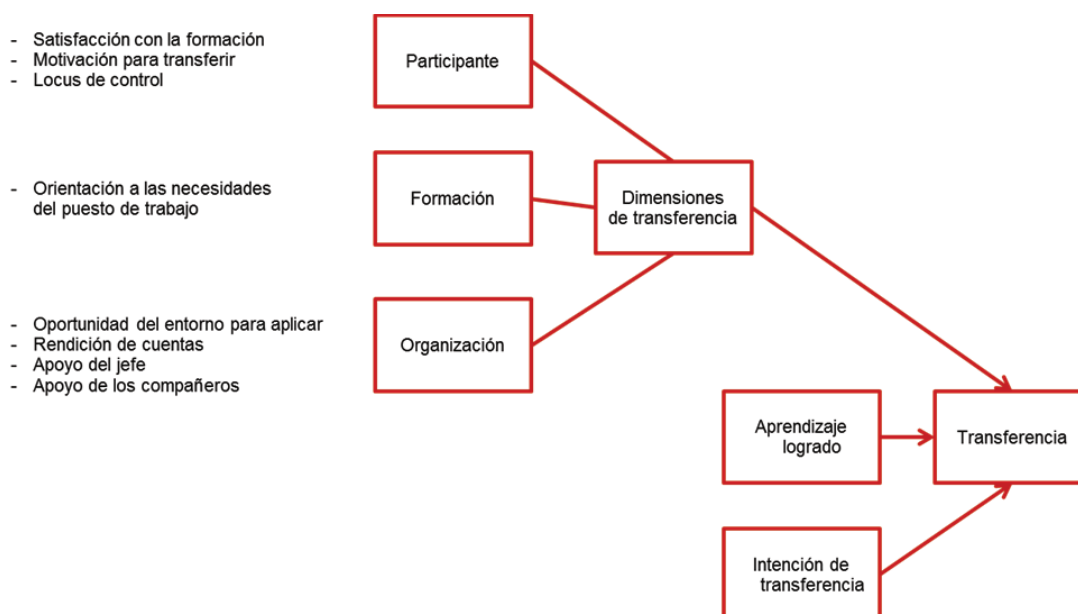 - Satisfacción con la formación
- Motivación para transferir
- Locus de control
Participante
- Orientación a las necesidades
del puesto de trabajo
Formación
Dimensiones
de transferencia
- Oportunidad del entorno para aplicar
- Rendición de cuentas
- Apoyo del jefe
- Apoyo de los compañeros
Organización
Aprendizaje
logrado
Transferencia
Intención de
transferencia